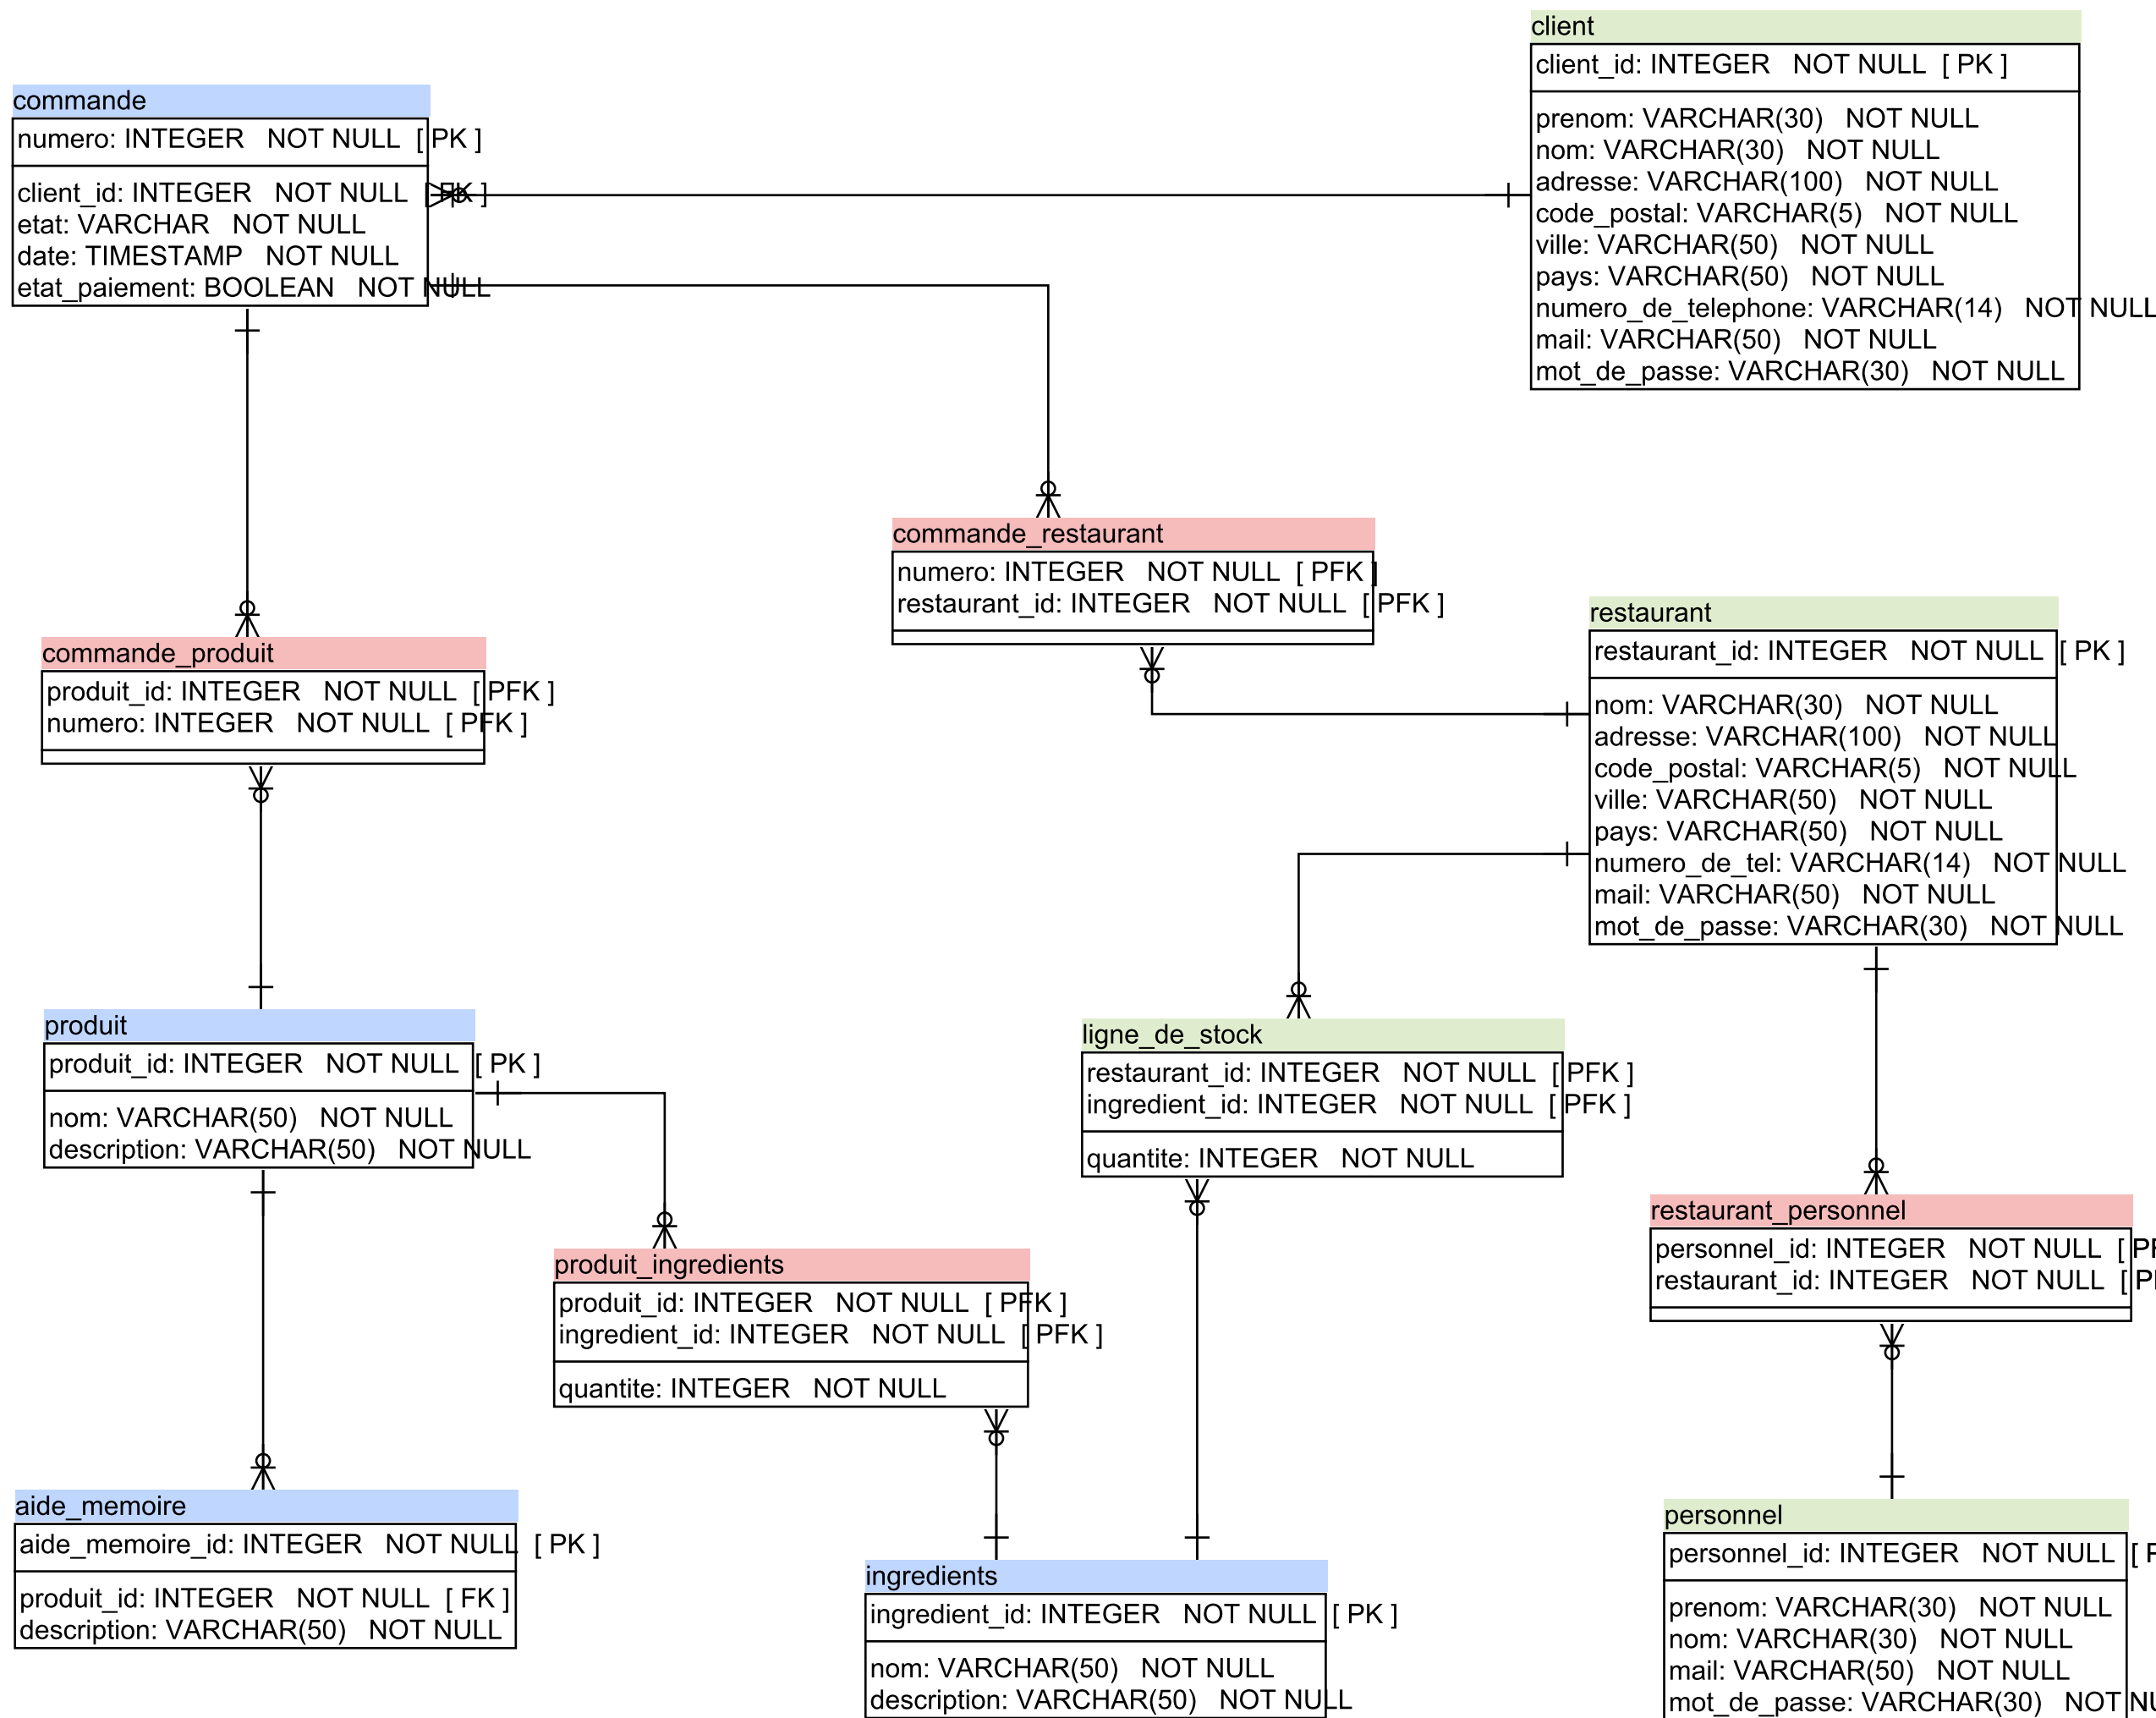 client
client_id: INTEGER NOT NULL [ PK ]
prenom: VARCHAR(30) NOT NULL
nom: VARCHAR(30) NOT NULL
adresse: VARCHAR(100) NOT NULL
code_postal: VARCHAR(5) NOT NULL
ville: VARCHAR(50) NOT NULL
pays: VARCHAR(50) NOT NULL
numero_de_telephone: VARCHAR(14) NOT NULL
mail: VARCHAR(50) NOT NULL
mot_de_passe: VARCHAR(30) NOT NULL
commande
numero: INTEGER NOT NULL [ PK ]
client_id: INTEGER NOT NULL [ FK ]
etat: VARCHAR NOT NULL
date: TIMESTAMP NOT NULL
etat_paiement: BOOLEAN NOT NULL
commande_restaurant
numero: INTEGER NOT NULL [ PFK ]
restaurant_id: INTEGER NOT NULL [ PFK ]
restaurant
restaurant_id: INTEGER NOT NULL [ PK ]
nom: VARCHAR(30) NOT NULL
adresse: VARCHAR(100) NOT NULL
code_postal: VARCHAR(5) NOT NULL
ville: VARCHAR(50) NOT NULL
pays: VARCHAR(50) NOT NULL
numero_de_tel: VARCHAR(14) NOT NULL
mail: VARCHAR(50) NOT NULL
mot_de_passe: VARCHAR(30) NOT NULL
commande_produit
produit_id: INTEGER NOT NULL [ PFK ]
numero: INTEGER NOT NULL [ PFK ]
produit
produit_id: INTEGER NOT NULL [ PK ]
nom: VARCHAR(50) NOT NULL
description: VARCHAR(50) NOT NULL
ligne_de_stock
restaurant_id: INTEGER NOT NULL [ PFK ]
ingredient_id: INTEGER NOT NULL [ PFK ]
quantite: INTEGER NOT NULL
restaurant_personnel
personnel_id: INTEGER NOT NULL [
restaurant_id: INTEGER NOT NULL [
produit_ingredients
produit_id: INTEGER NOT NULL [ PFK ]
ingredient_id: INTEGER NOT NULL [ PFK ]
quantite: INTEGER NOT NULL
aide_memoire
aide_memoire_id: INTEGER NOT NULL [ PK ]
produit_id: INTEGER NOT NULL [ FK ]
description: VARCHAR(50) NOT NULL
ingredients
ingredient_id: INTEGER NOT NULL [ PK ]
nom: VARCHAR(50) NOT NULL
description: VARCHAR(50) NOT NULL
personnel
personnel_id: INTEGER NOT NULL [
prenom: VARCHAR(30) NOT NULL
nom: VARCHAR(30) NOT NULL
mail: VARCHAR(50) NOT NULL
mot_de_passe: VARCHAR(30) NOT